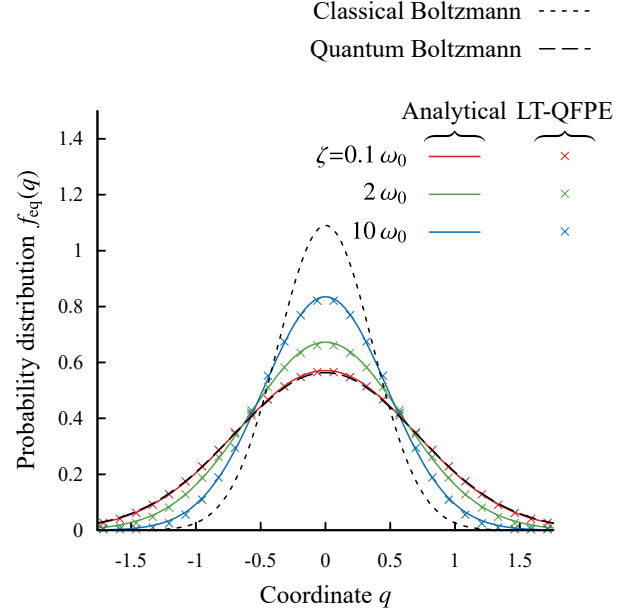 Classical Boltzmann
Quantum Boltzmann
Analytical LT-QFPE
ζ=0.1 ω₀
2 ω₀
10 ω₀
Probability distribution f_eq(q)
1.4
1.2
1
0.8
0.6
0.4
0.2
0
-1.5 -1 -0.5 0 0.5 1 1.5
Coordinate q